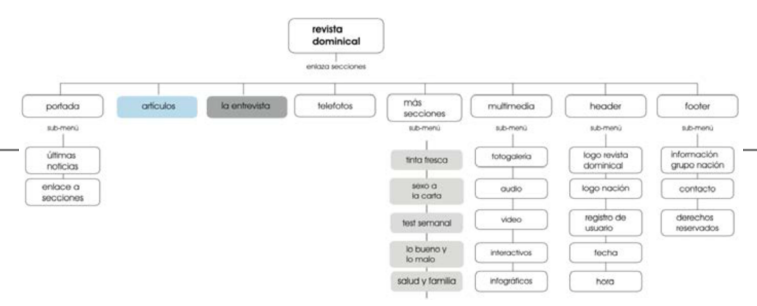 revista
dominical
enlaza secciones
portada
artículos
la entrevista
telefotos
más
secciones
multimedia
header
footer
sub-menú
sub-menú
sub-menú
sub-menú
sub-menú
últimas
noticias
enlace a
secciones
tinta fresca
sexo a
la carta
test semanal
lo bueno y
lo malo
salud y familia
fotogalería
audio
video
interactivos
infográficos
logo revista
dominical
logo nación
registro de
usuario
fecha
hora
información
grupo nación
contacto
derechos
reservados